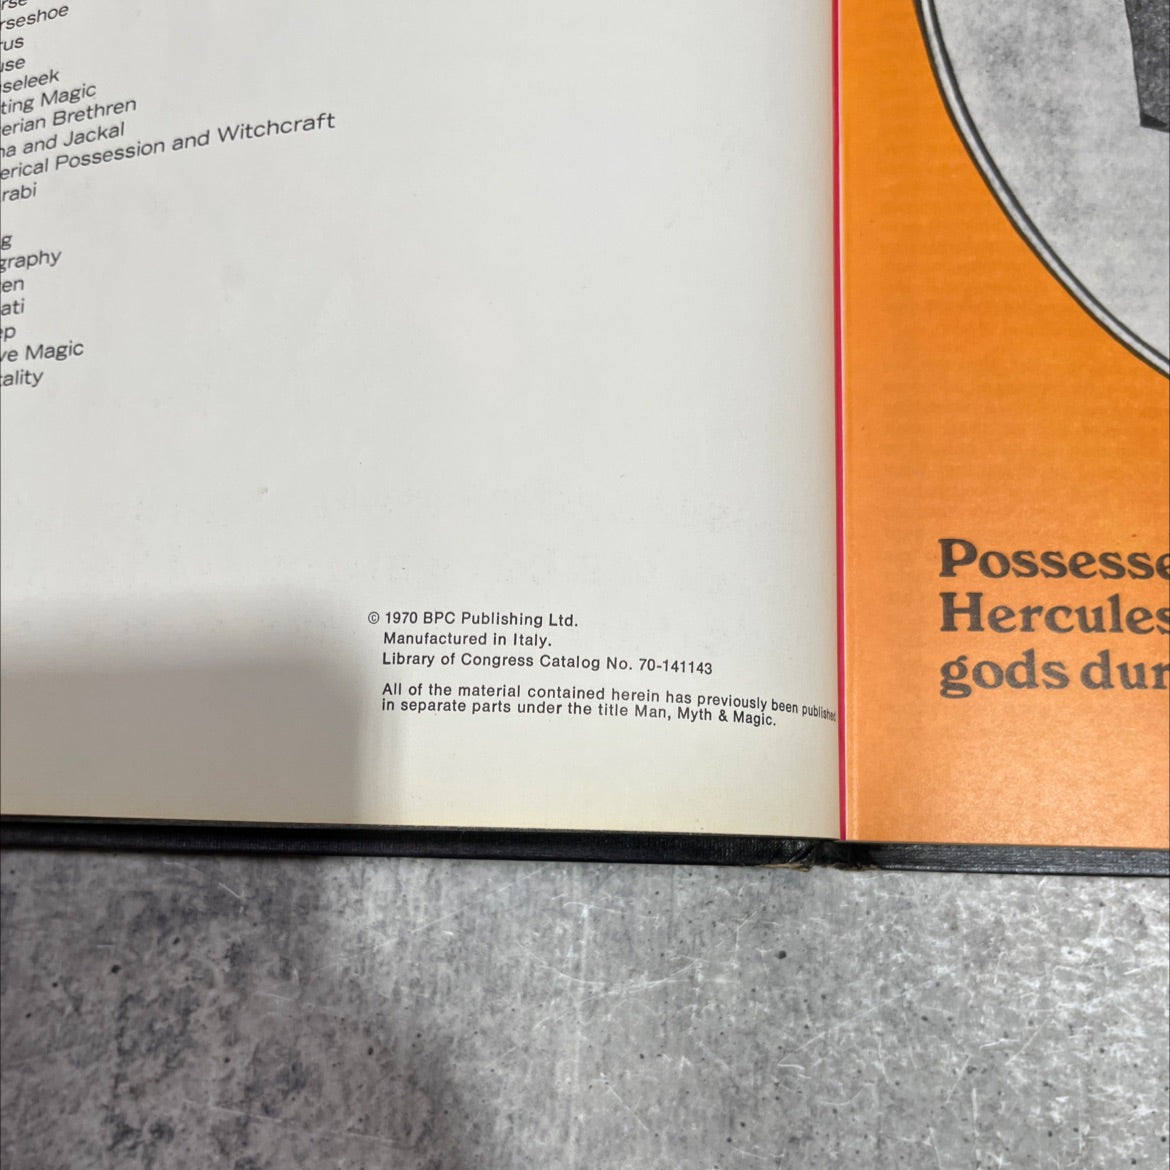 rseshoe
rus
use
seleek
ting Magic
erian Brethren
na and Jackal
erical Possession and Witchcraft
rabi
g
graphy
en
ati
ep
ve Magic
tality
© 1970 BPC Publishing Ltd.
Manufactured in Italy.
Library of Congress Catalog No. 70-141143
All of the material contained herein has previously been published
in separate parts under the title Man, Myth & Magic.
Possesse
Hercules
gods dur